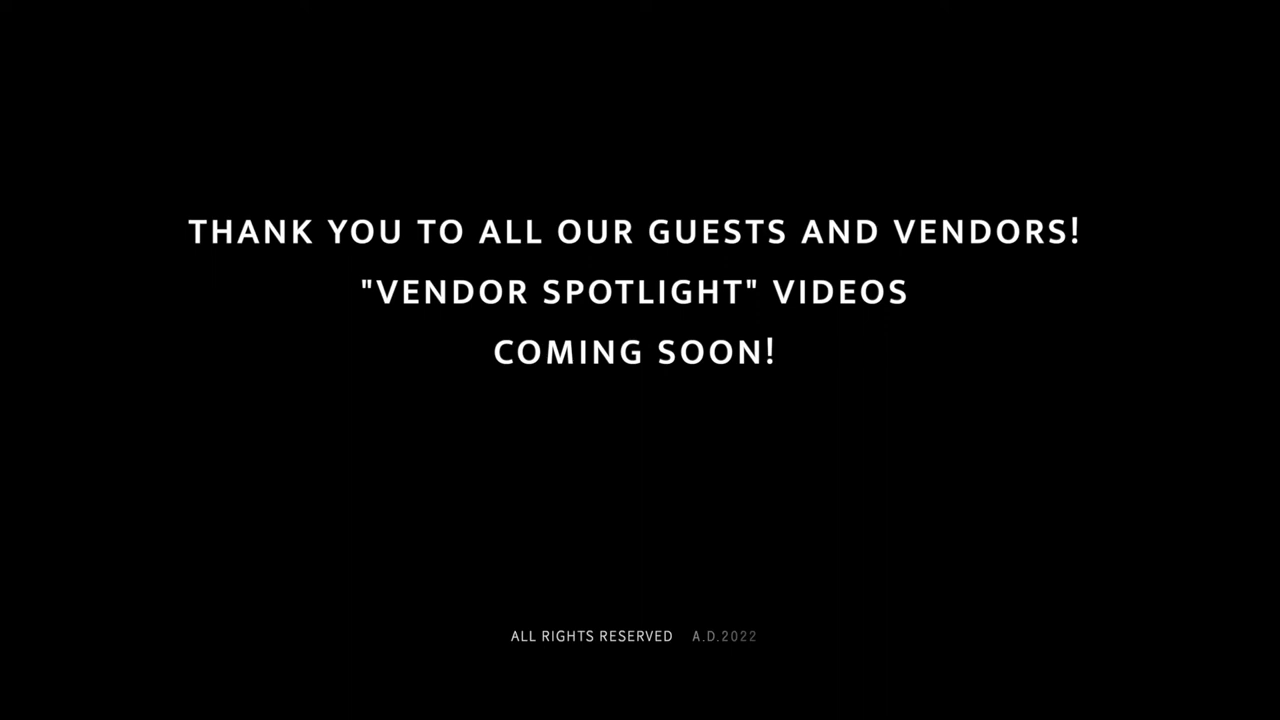 THANK YOU TO ALL OUR GUESTS AND VENDORS!
"VENDOR SPOTLIGHT" VIDEOS
COMING SOON!
ALL RIGHTS RESERVED A.D.2022